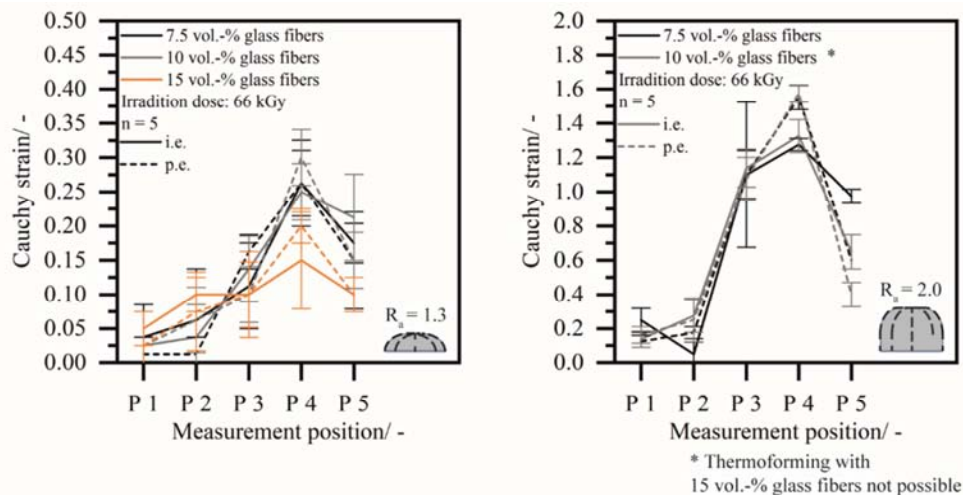 0.50
0.45
0.40
0.35
0.30
0.25
0.20
0.15
0.10
0.05
0.00
Cauchy strain/ -
7.5 vol.-% glass fibers
10 vol.-% glass fibers
15 vol.-% glass fibers
Irradition dose: 66 kGy
n = 5
i.e.
p.e.
Ra = 1.3
P 1 P 2 P 3 P 4 P 5
Measurement position/ -
2.0
1.8
1.6
1.4
1.2
1.0
0.8
0.6
0.4
0.2
0.0
Cauchy strain/ -
7.5 vol.-% glass fibers
10 vol.-% glass fibers *
Irradition dose: 66 kGy
n = 5
i.e.
p.e.
Ra = 2.0
P 1 P 2 P 3 P 4 P 5
Measurement position/ -
* Thermoforming with
15 vol.-% glass fibers not possible